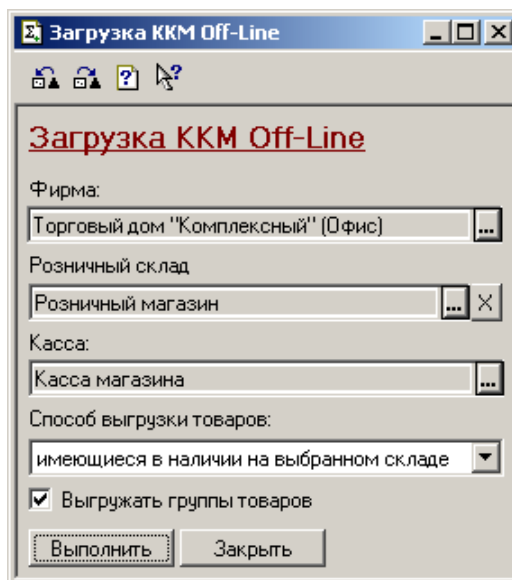 Загрузка ККМ Off-Line
Загрузка ККМ Off-Line
Фирма:
Торговый дом "Комплексный" (Офис) ...
Розничный склад
Розничный магазин ... X
Касса:
Касса магазина ...
Способ выгрузки товаров:
имеющиеся в наличии на выбранном складе
Выгружать группы товаров
Выполнить Закрыть